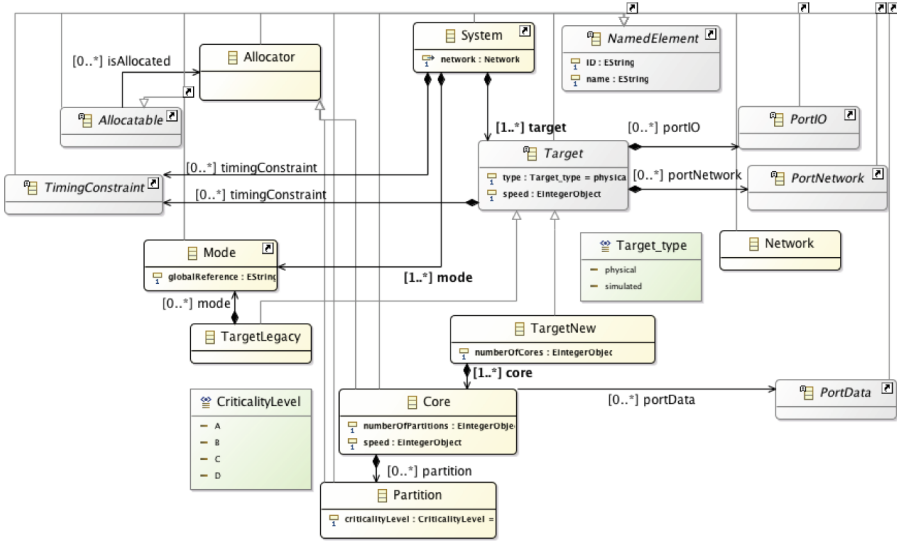 System
network : Network
NamedElement
ID : EString
name : EString
[0..*] isAllocated
Allocator
Allocatable
[1..*] target
[0..*] portIO
PortIO
Target
type : Target_type = physica
speed : EIntegerObject
[0..*] timingConstraint
TimingConstraint
[0..*] timingConstraint
[0..*] portNetwork
PortNetwork
Mode
globalReference : EString
[1..*] mode
Target_type
physical
simulated
Network
[0..*] mode
TargetLegacy
TargetNew
numberOfCores : EIntegerObjec
[1..*] core
CriticalityLevel
A
B
C
D
Core
numberOfPartitions : EIntegerObje
speed : EIntegerObject
[0..*] portData
PortData
[0..*] partition
Partition
criticalityLevel : CriticalityLevel =